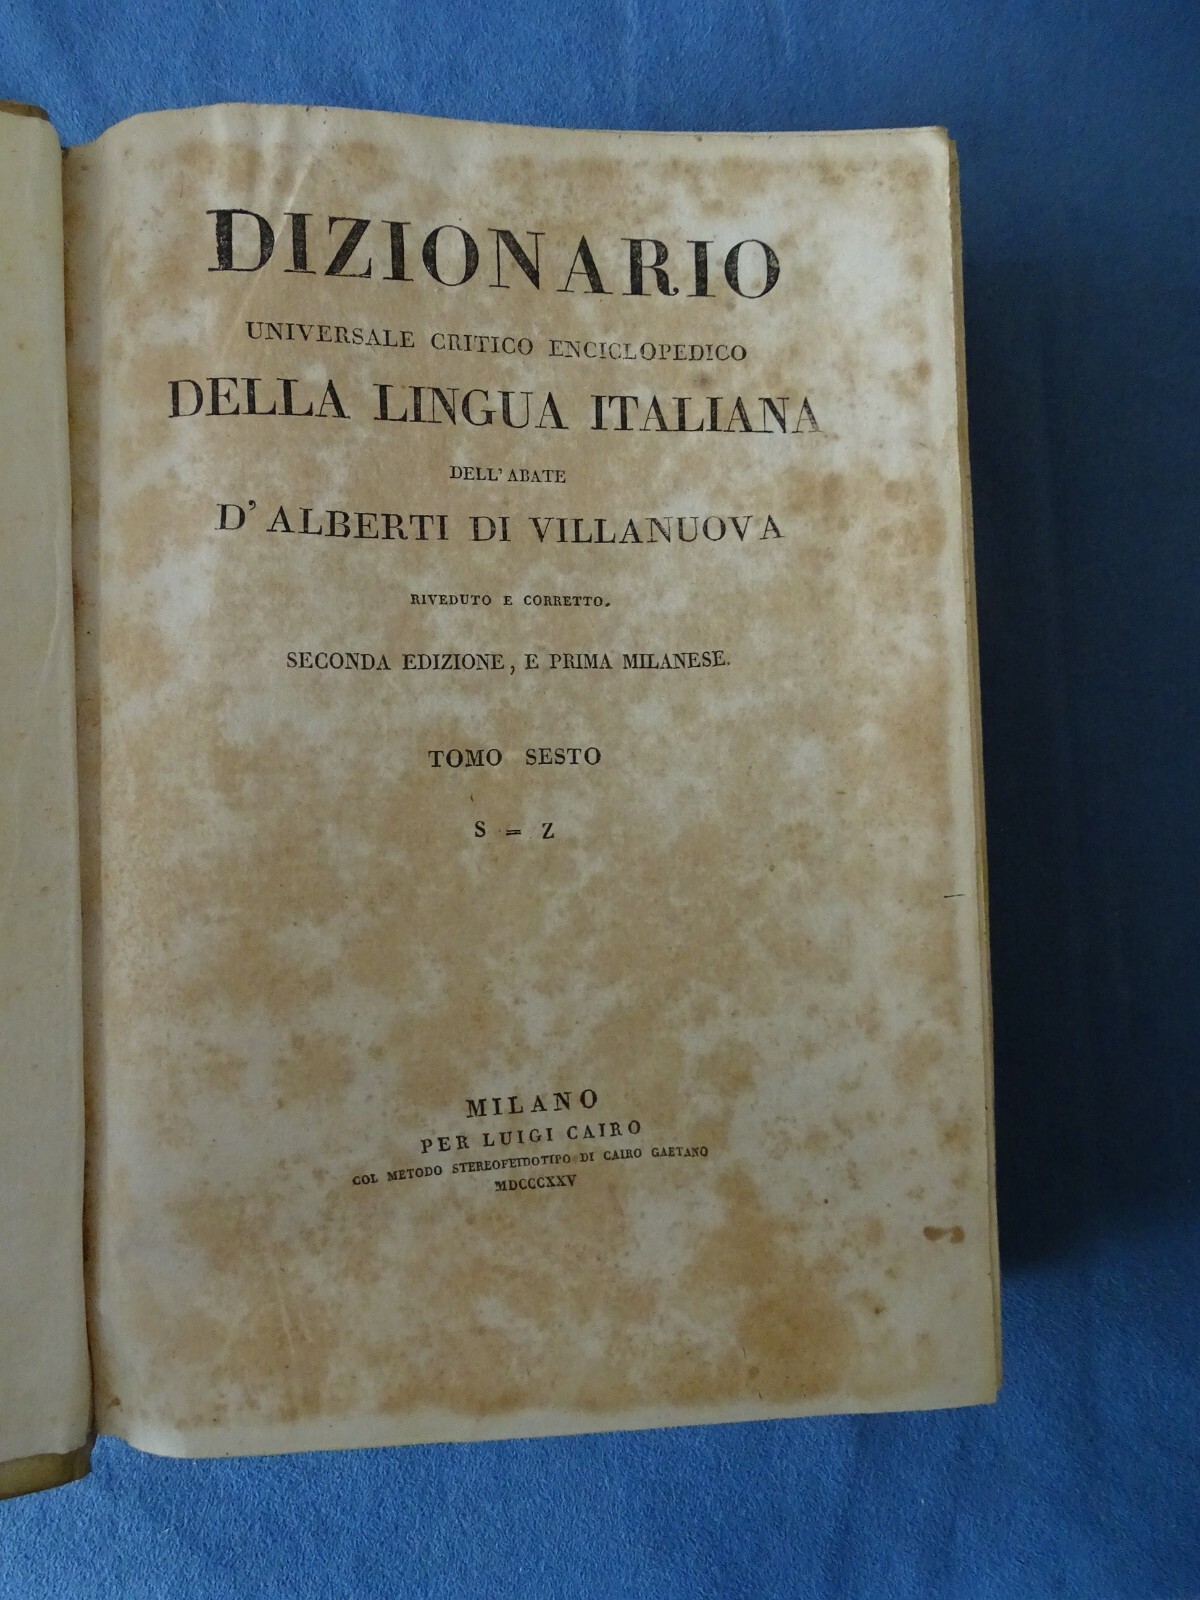 DIZIONARIO
UNIVERSALE CRITICO ENCICLOPEDICO
DELLA LINGUA ITALIANA
DELL' ABATE
D' ALBERTI DI VILLANUOVA
RIVEDUTO E CORRETTO.
SECONDA EDIZIONE, E PRIMA MILANESE.
TOMO SESTO
S = Z
MILANO
PER LUIGI CAIRO
COL METODO STEREOFEIDOTIPO DI CAIRO GAETANO
MDCCCXXV